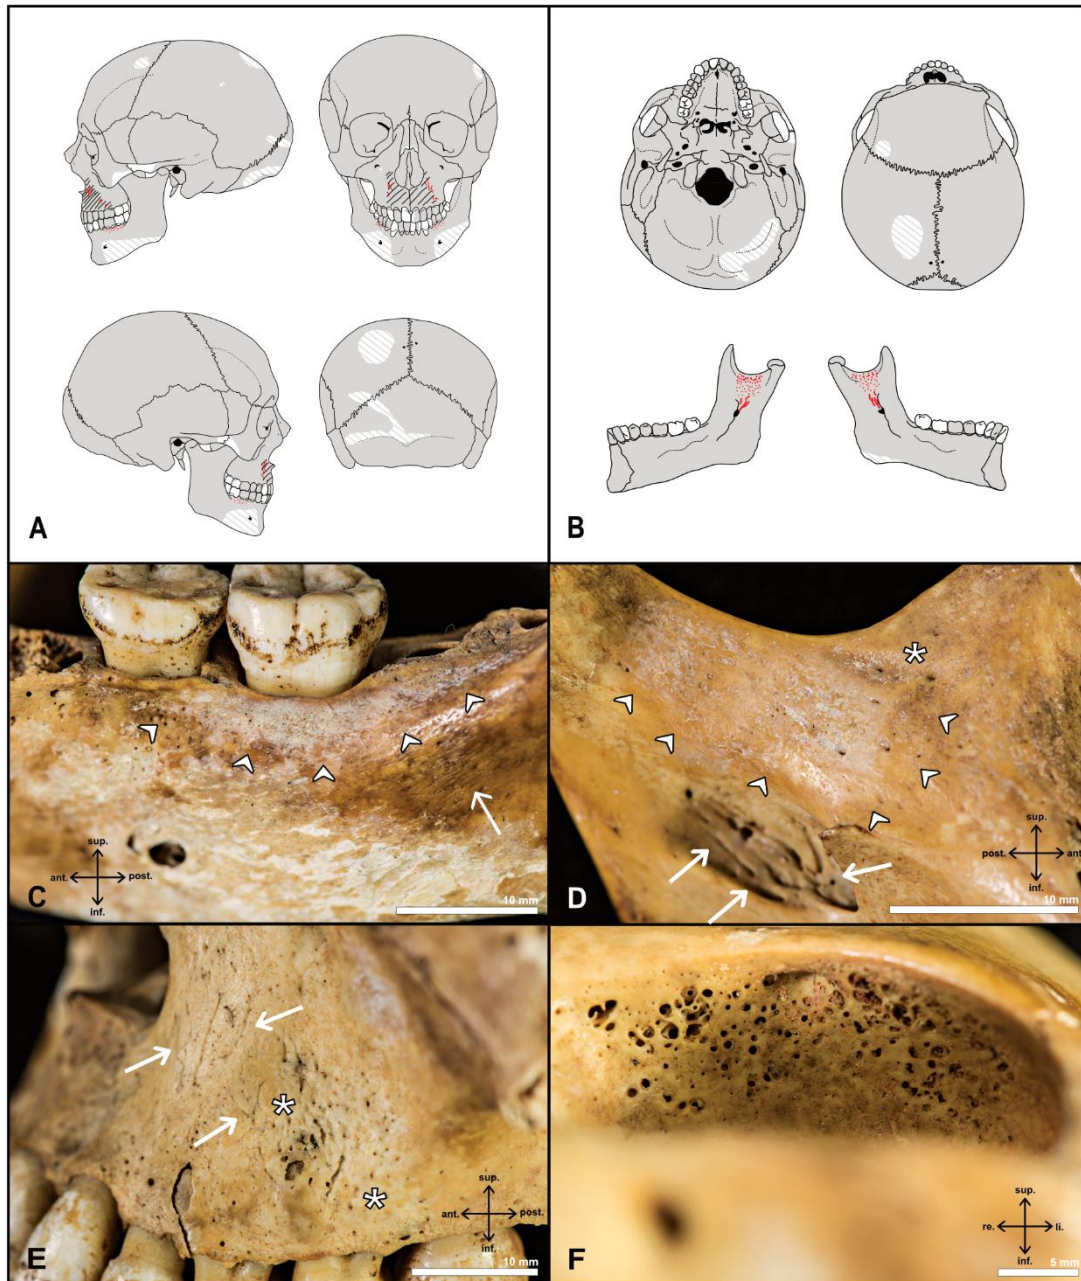 A
B
sup.
ant.
post.
inf.
10 mm
C
sup.
post.
ant.
inf.
10 mm
D
sup.
ant.
post.
inf.
10 mm
E
sup.
re.
li.
inf.
5 mm
F